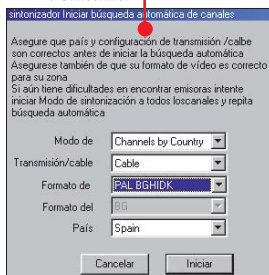 sintonizador Iniciar búsqueda automática de canales
Asegure que país y configuración de transmisión /calbe
son correctos antes de iniciar la búsqueda automática
Asegurese también de que su formato de vídeo es correcto
para su zona
Si aún tiene dificultades en encontrar emisoras intente
iniciar Modo de sintonización a todos loscanales y repita
búsqueda automática
Modo de Channels by Country
Transmisión/cable Cable
Formato de PAL BGHIDK
Formato del BG
País Spain
Cancelar Iniciar